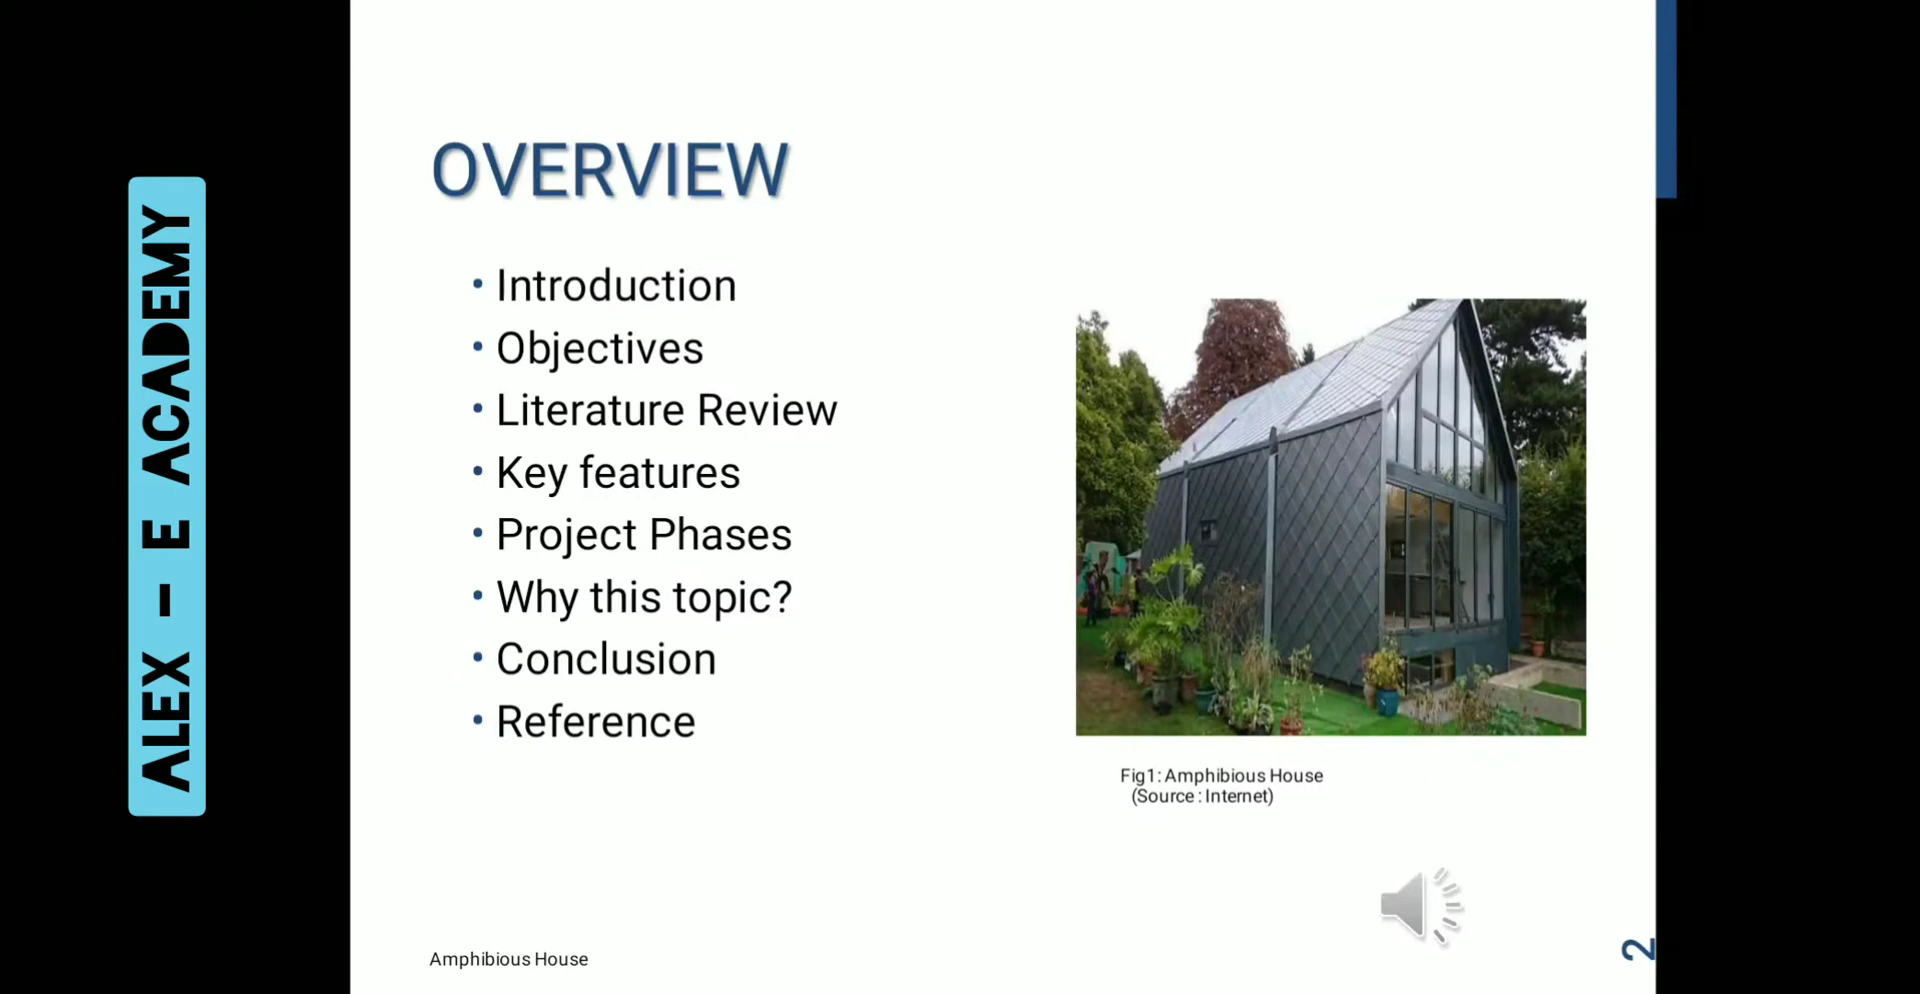 ALEX - E ACADEMY
OVERVIEW
• Introduction
• Objectives
• Literature Review
• Key features
• Project Phases
• Why this topic?
• Conclusion
• Reference
Fig1: Amphibious House
(Source : Internet)
Amphibious House
2